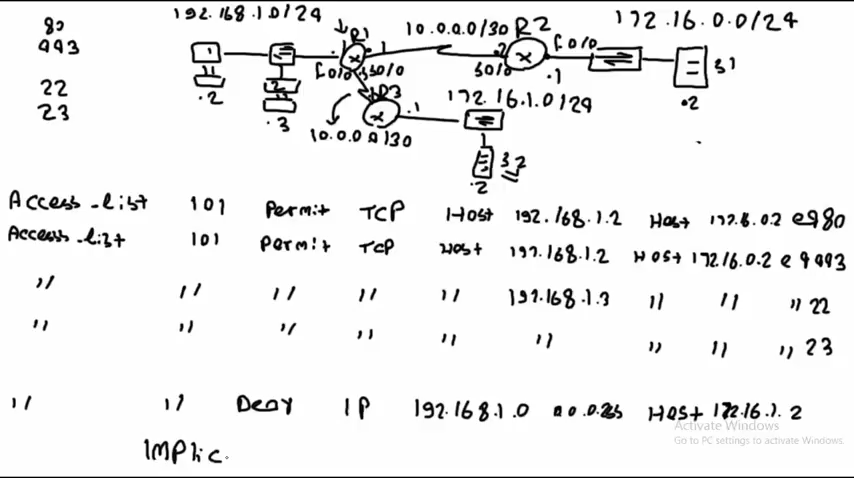 192.168.1.0/24
10.0.0.0/30 R2
172.16.0.0/24
80
443
22
23
R1
.1
.1
.2
f0/0
f0/0
S0/0
S0/0
.1
S1
.2
.2
.3
R3
.1
172.16.1.0/24
10.0.0.0/30
S2
.2
Access-list 101 Permit TCP Host 192.168.1.2 Host 172.16.0.2 eq 80
Access-list 101 Permit TCP Host 192.168.1.2 Host 172.16.0.2 eq 443
" " " " " 192.168.1.3 " " " 22
" " " " " " " " " 23
" " Deny IP 192.168.1.0 0.0.0.255 Host 172.16.1.2
IMPlic
Activate Windows
Go to PC settings to activate Windows.